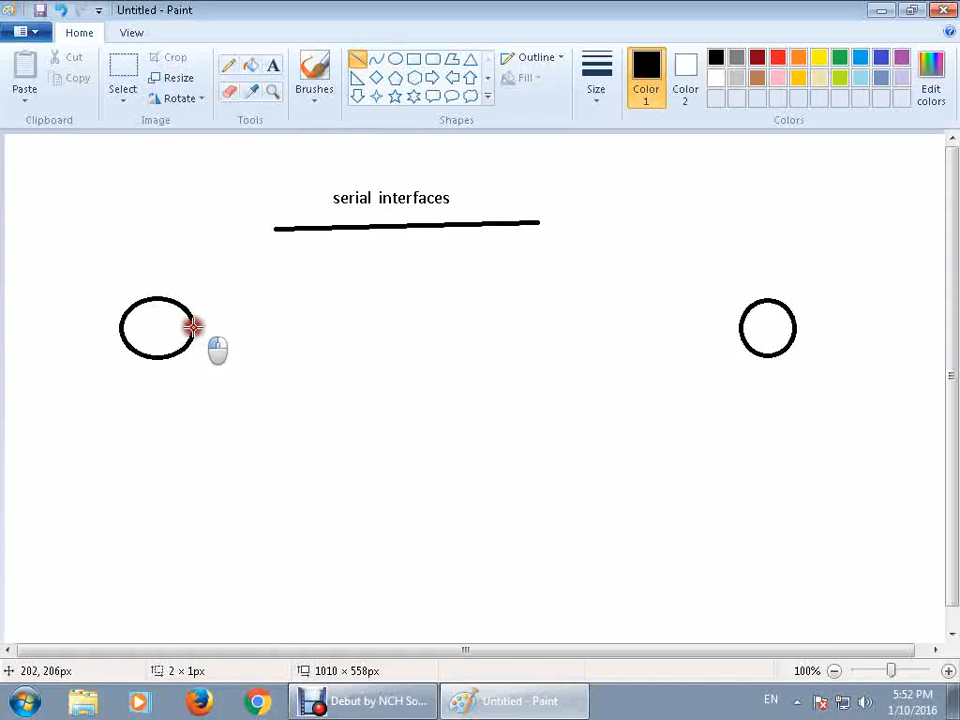 Untitled - Paint
Home
View
Paste
Cut
Copy
Clipboard
Select
Crop
Resize
Rotate
Image
A
Tools
Brushes
Outline
Fill
Shapes
Size
Color
1
Color
2
Edit
colors
Colors
serial interfaces
202, 206px
2 × 1px
1010 × 558px
100%
Debut by NCH So...
Untitled - Paint
EN
5:52 PM
1/10/2016